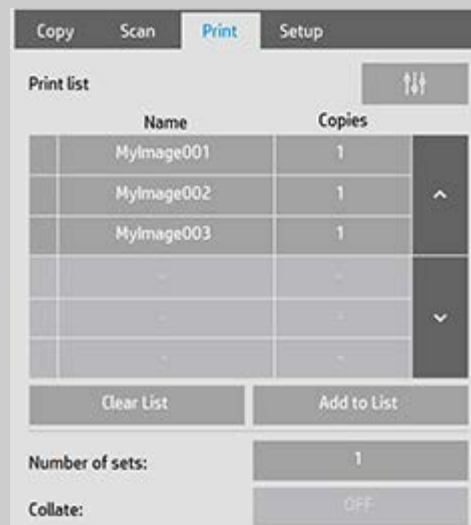 Copy Scan Print Setup
Print list
Name Copies
MyImage001 1
MyImage002 1
MyImage003 1
- -
- -
- -
Clear List Add to List
Number of sets: 1
Collate: OFF